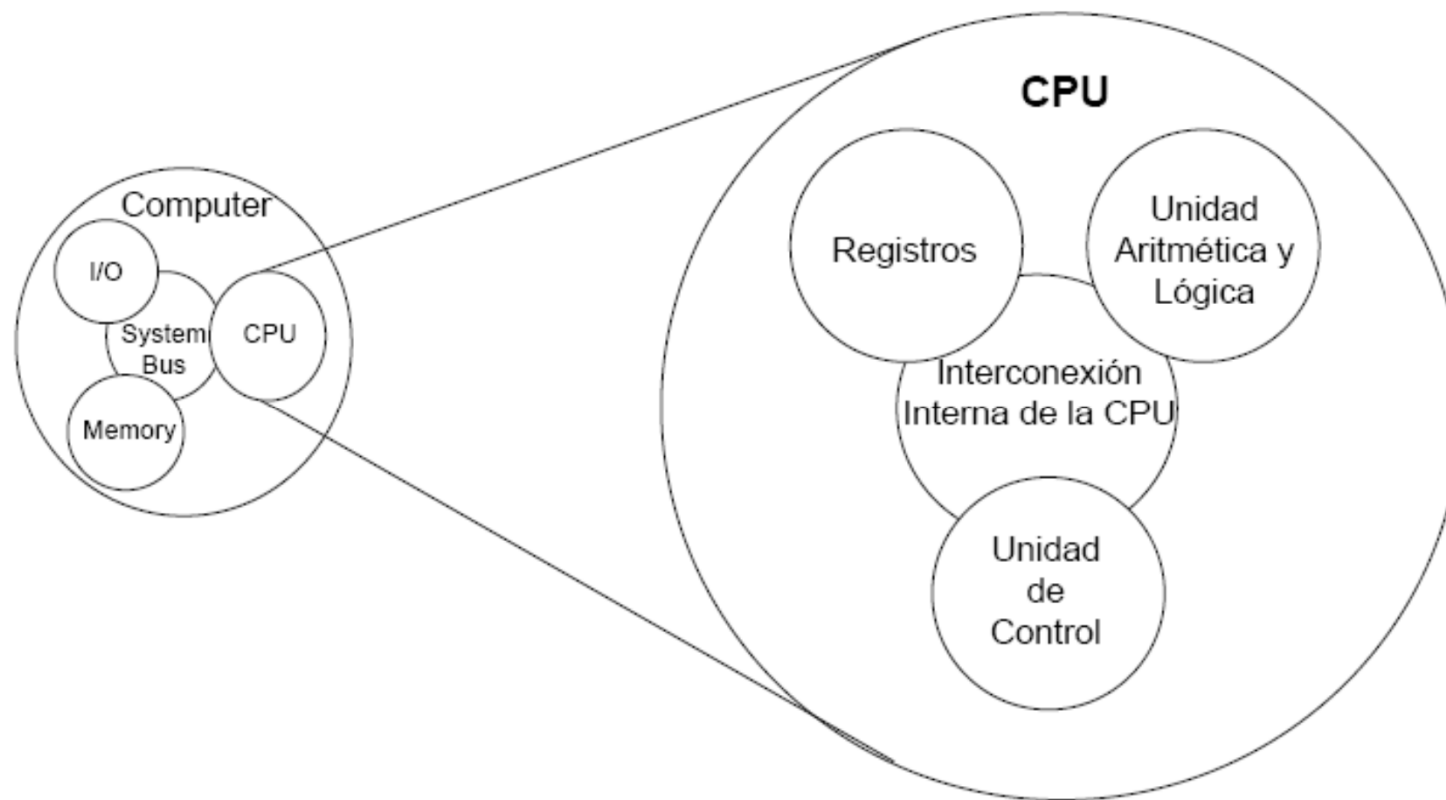 Computer
I/O
System
Bus
CPU
Memory
CPU
Registros
Unidad
Aritmética y
Lógica
Interconexión
Interna de la CPU
Unidad
de
Control